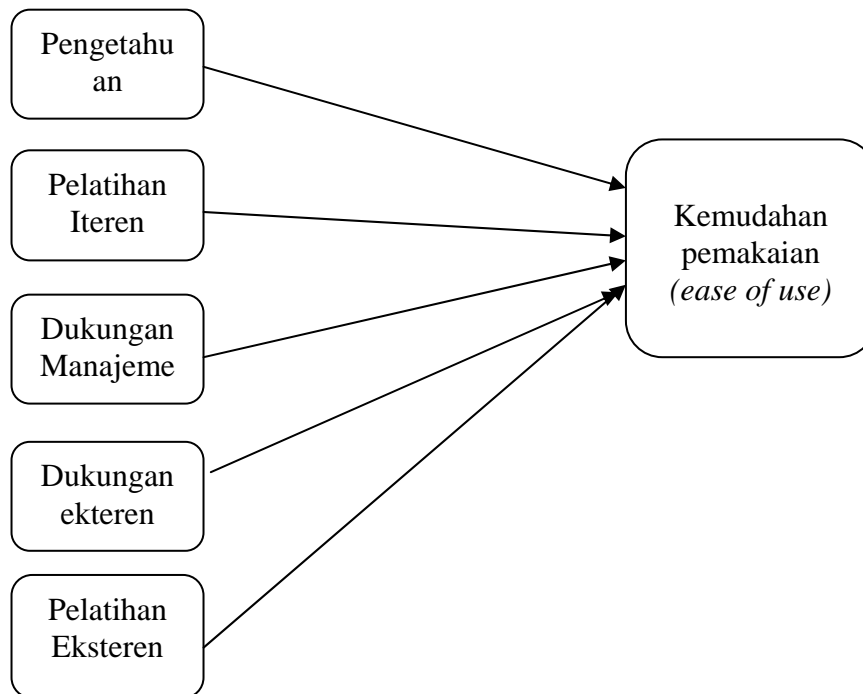 Pengetahu
an
Pelatihan
Iteren
Dukungan
Manajeme
Dukungan
ekteren
Pelatihan
Eksteren
Kemudahan
pemakaian
(ease of use)